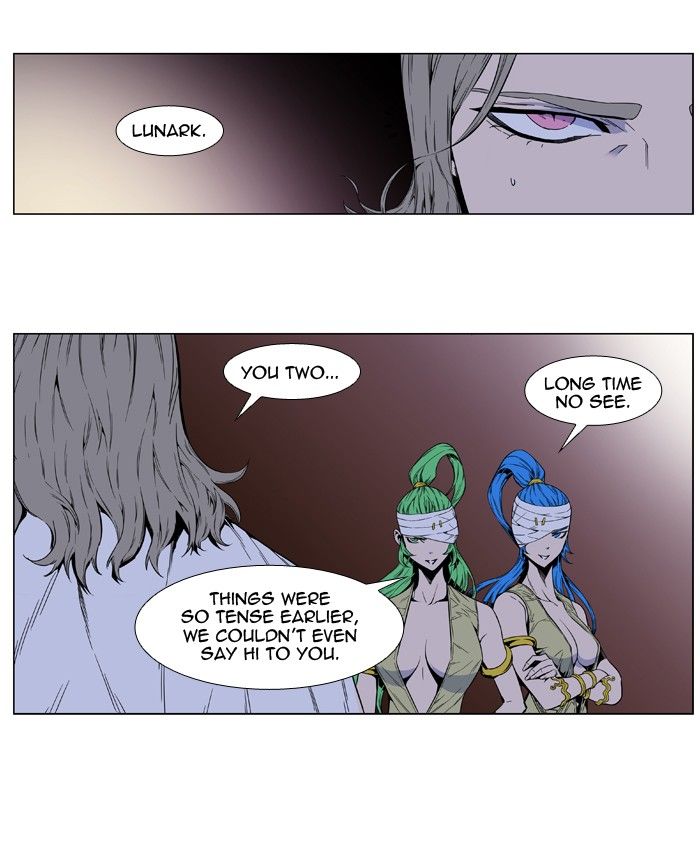 LUNARK.
YOU TWO...
LONG TIME
NO SEE.
THINGS WERE
SO TENSE EARLIER,
WE COULDN'T EVEN
SAY HI TO YOU.